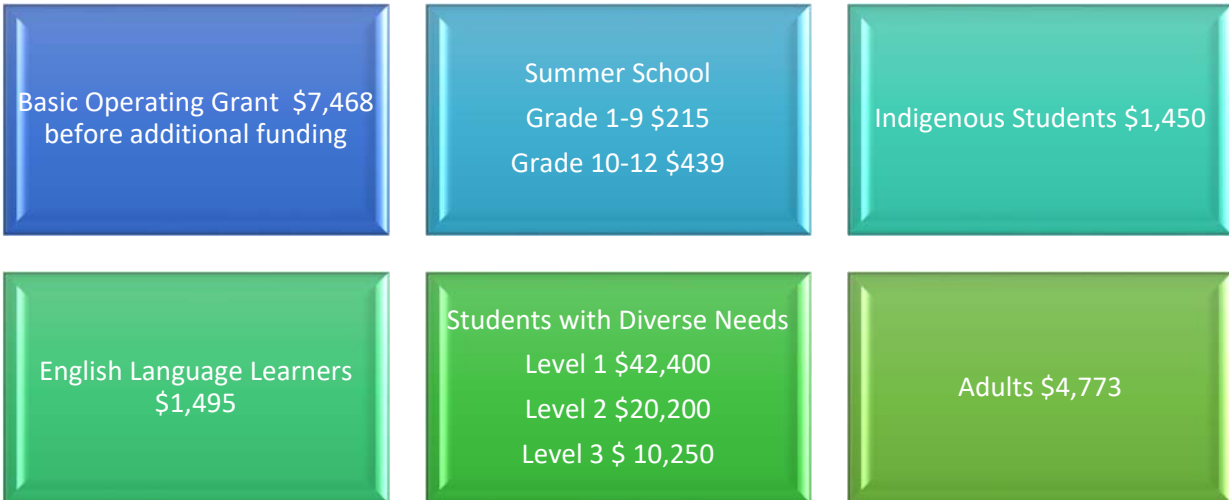 Basic Operating Grant $7,468
before additional funding
Summer School
Grade 1-9 $215
Grade 10-12 $439
Indigenous Students $1,450
English Language Learners
$1,495
Students with Diverse Needs
Level 1 $42,400
Level 2 $20,200
Level 3 $ 10,250
Adults $4,773